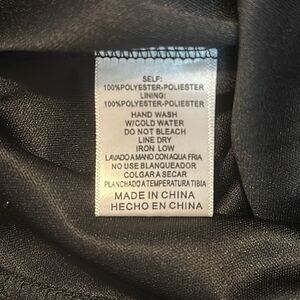 SELF:
100%POLYESTER-POLIESTER
LINING:
100%POLYESTER-POLIESTER
HAND WASH
W/COLD WATER
DO NOT BLEACH
LINE DRY
IRON LOW
LAVADO A MANO CON AQUA FRIA
NO USE BLANQUEADOR
COLGAR A SECAR
PLANCHADO A TEMPERATURA TIBIA
MADE IN CHINA
HECHO EN CHINA